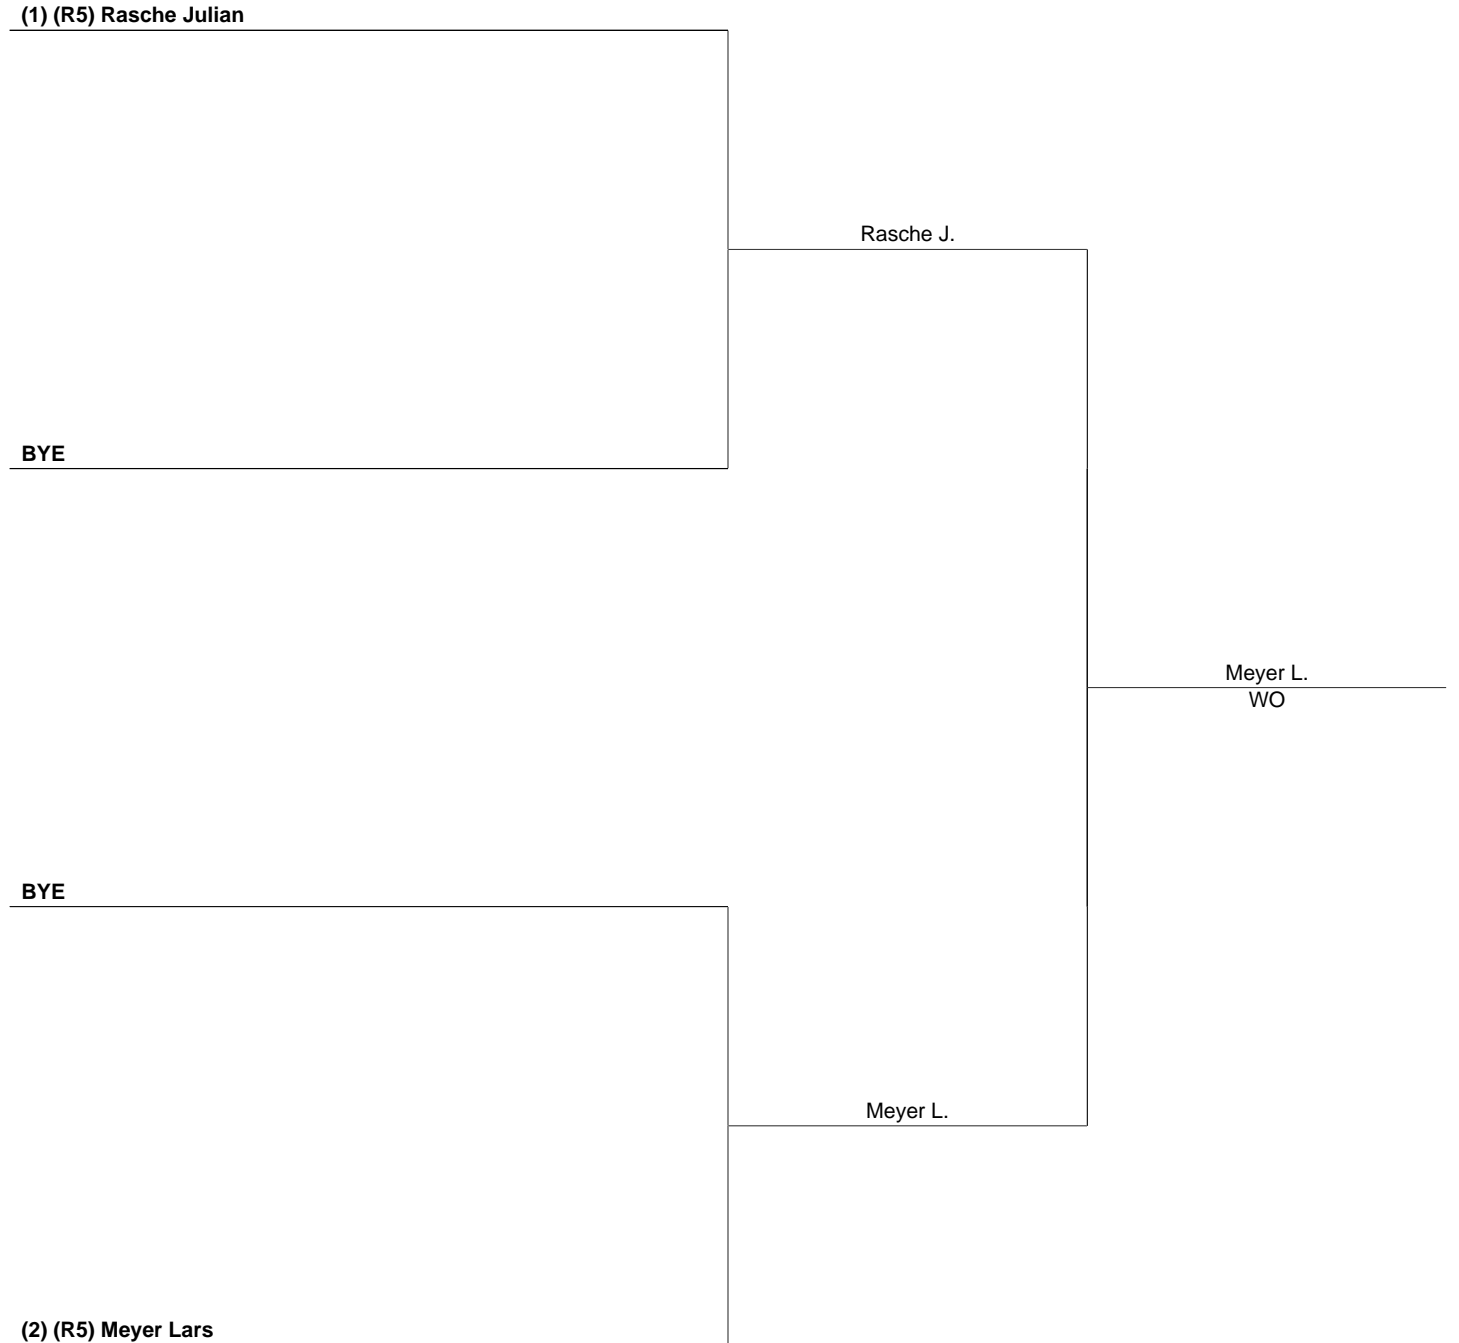 (1) (R5) Rasche Julian
Rasche J.
BYE
Meyer L.
WO
BYE
Meyer L.
(2) (R5) Meyer Lars